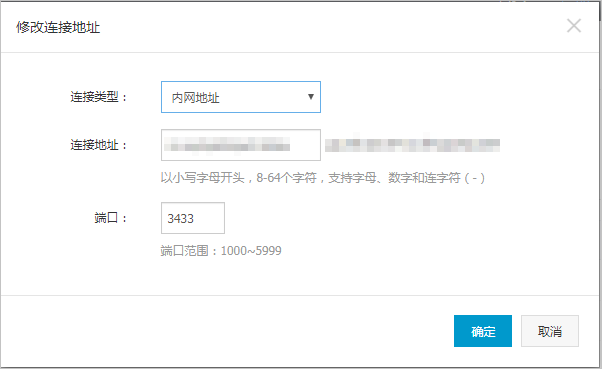 修改连接地址
连接类型：
内网地址
连接地址：
以小写字母开头，8-64个字符，支持字母、数字和连字符（-）
端口：
3433
端口范围：1000~5999
确定
取消